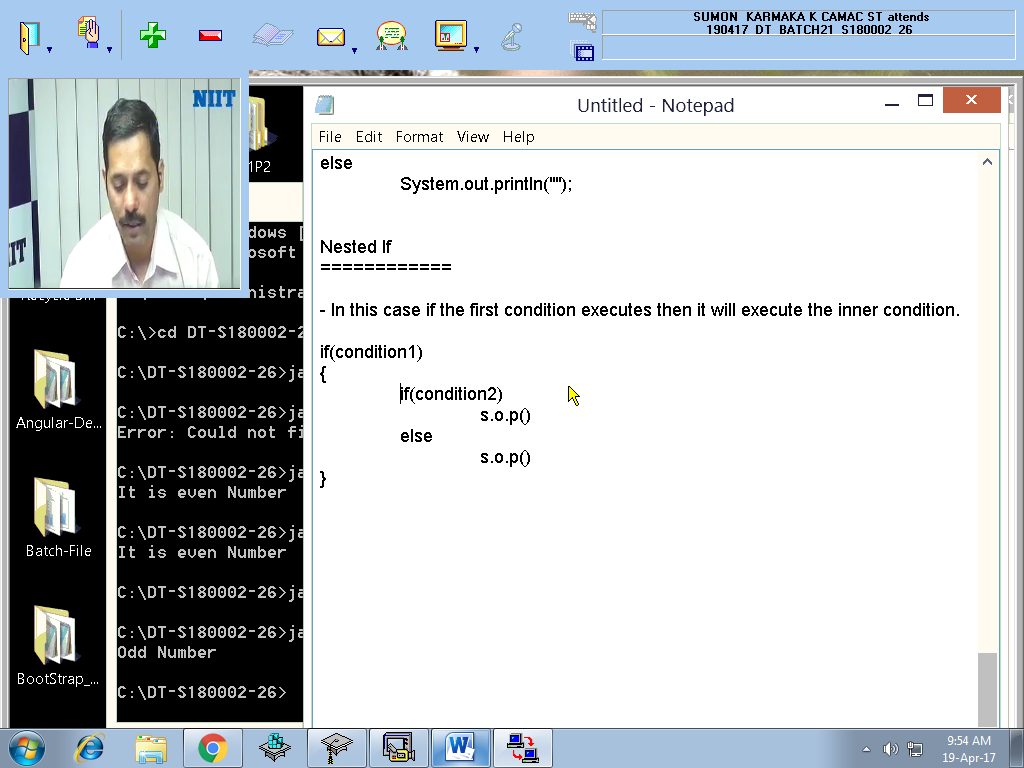 SUMON KARMAKA K CAMAC ST attends
190417 DT BATCH21 S180002 26
NIIT
Untitled - Notepad
File Edit Format View Help
else
System.out.println("");
Nested If
============
- In this case if the first condition executes then it will execute the inner condition.
if(condition1)
{
if(condition2)
s.o.p()
else
s.o.p()
}
1P2
dows [
osoft
nistra
C:\>cd DT-S180002-2
C:\DT-S180002-26>ja
C:\DT-S180002-26>ja
Error: Could not fi
C:\DT-S180002-26>ja
It is even Number
C:\DT-S180002-26>ja
It is even Number
C:\DT-S180002-26>ja
C:\DT-S180002-26>ja
Odd Number
C:\DT-S180002-26>
Angular-De...
Batch-File
BootStrap_...
9:54 AM
19-Apr-17